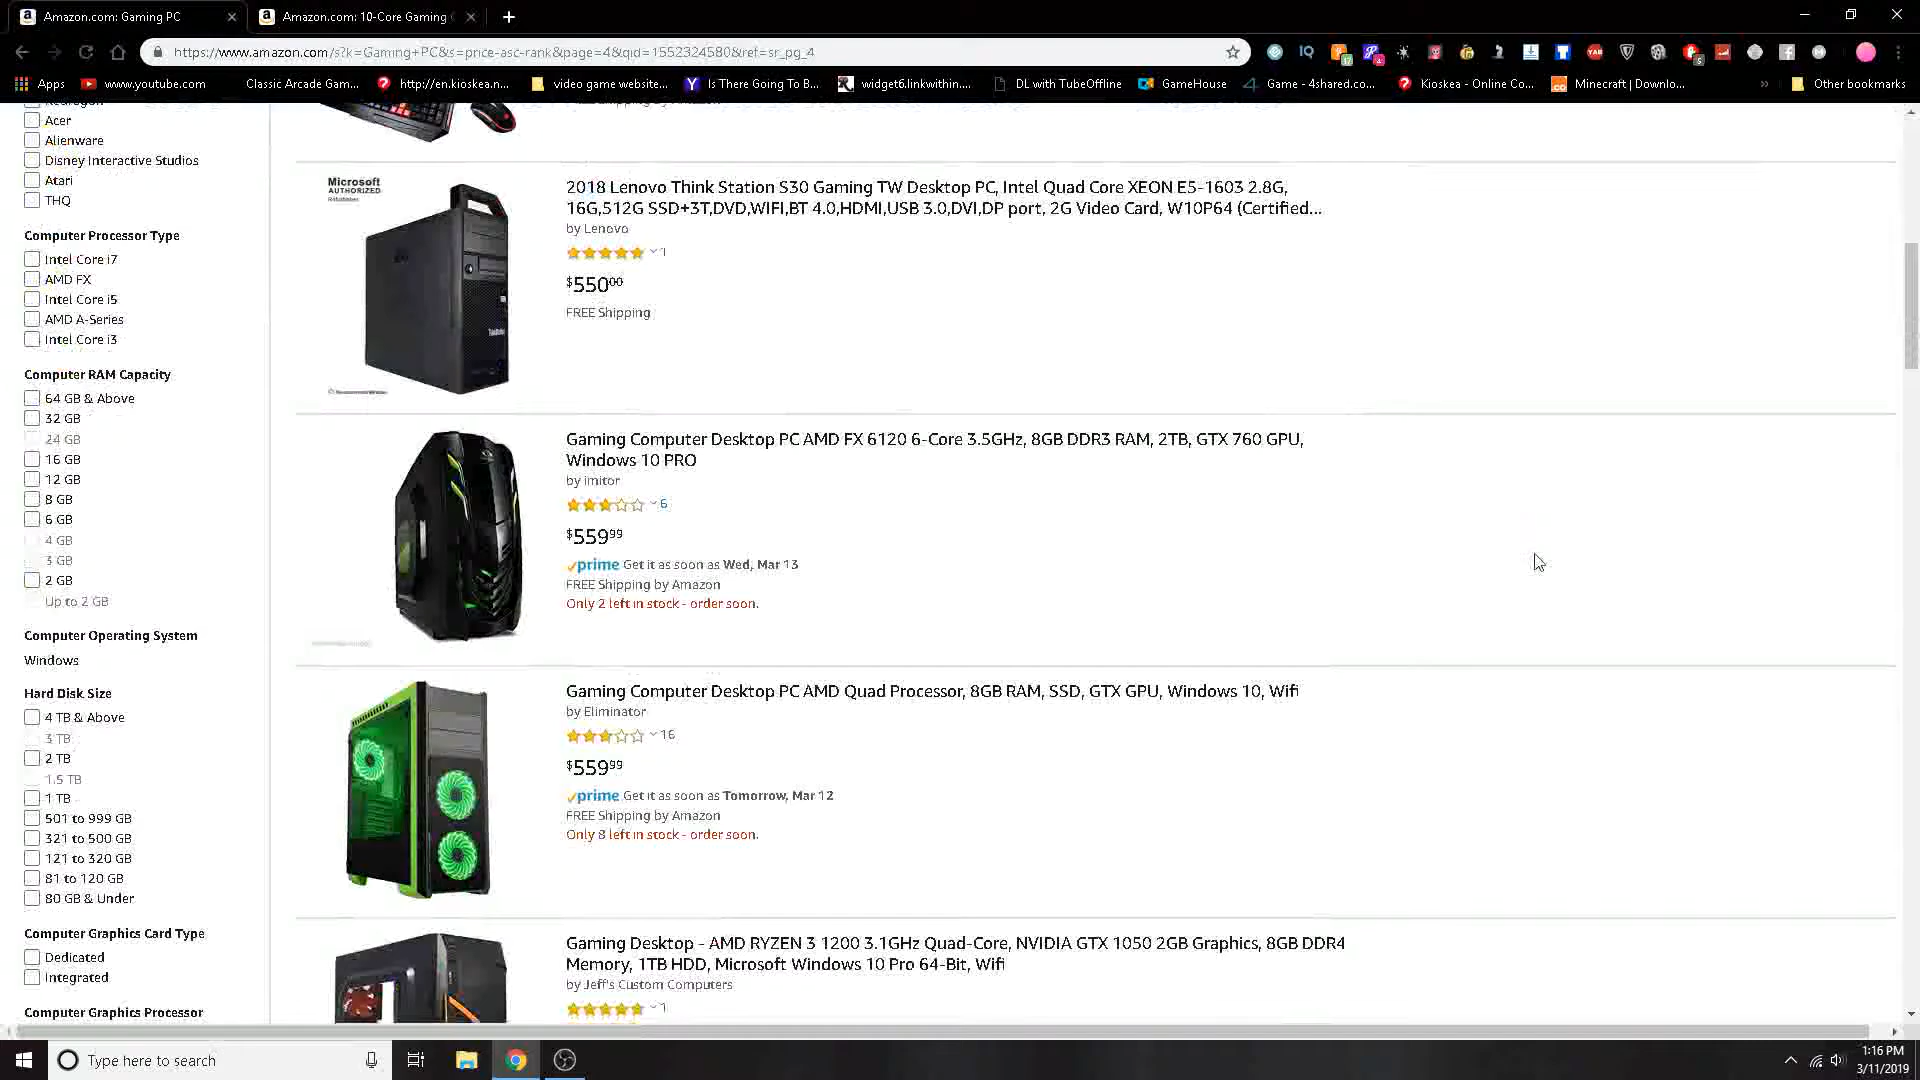 Amazon.com: Gaming PC
Amazon.com: 10-Core Gaming
https://www.amazon.com/s?k=Gaming+PC&s=price-asc-rank&page=4&qid=1552324580&ref=sr_pg_4
Apps
www.youtube.com
Classic Arcade Gam...
http://en.kioskea.n...
video game website...
Is There Going To B...
widget6.linkwithin....
DL with TubeOffline
GameHouse
Game - 4shared.co...
Kioskea - Online Co...
Minecraft | Downlo...
»
Other bookmarks
Acer
Alienware
Disney Interactive Studios
Atari
THQ
Computer Processor Type
Intel Core i7
AMD FX
Intel Core i5
AMD A-Series
Intel Core i3
Computer RAM Capacity
64 GB & Above
32 GB
24 GB
16 GB
12 GB
8 GB
6 GB
4 GB
3 GB
2 GB
Up to 2 GB
Computer Operating System
Windows
Hard Disk Size
4 TB & Above
3 TB
2 TB
1.5 TB
1 TB
501 to 999 GB
321 to 500 GB
121 to 320 GB
81 to 120 GB
80 GB & Under
Computer Graphics Card Type
Dedicated
Integrated
Computer Graphics Processor
Microsoft
AUTHORIZED
Refurbisher
2018 Lenovo Think Station S30 Gaming TW Desktop PC, Intel Quad Core XEON E5-1603 2.8G,
16G,512G SSD+3T,DVD,WIFI,BT 4.0,HDMI,USB 3.0,DVI,DP port, 2G Video Card, W10P64 (Certified...
by Lenovo
1
$55000
FREE Shipping
Gaming Computer Desktop PC AMD FX 6120 6-Core 3.5GHz, 8GB DDR3 RAM, 2TB, GTX 760 GPU,
Windows 10 PRO
by imitor
6
$55999
prime Get it as soon as Wed, Mar 13
FREE Shipping by Amazon
Only 2 left in stock - order soon.
Gaming Computer Desktop PC AMD Quad Processor, 8GB RAM, SSD, GTX GPU, Windows 10, Wifi
by Eliminator
16
$55999
prime Get it as soon as Tomorrow, Mar 12
FREE Shipping by Amazon
Only 8 left in stock - order soon.
Gaming Desktop - AMD RYZEN 3 1200 3.1GHz Quad-Core, NVIDIA GTX 1050 2GB Graphics, 8GB DDR4
Memory, 1TB HDD, Microsoft Windows 10 Pro 64-Bit, Wifi
by Jeff's Custom Computers
1
Type here to search
1:16 PM
3/11/2019